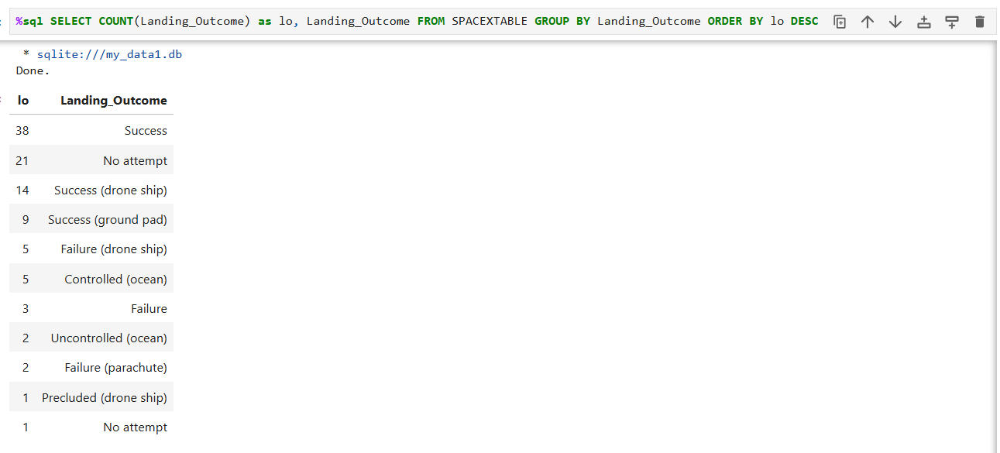 %sql SELECT COUNT(Landing_Outcome) as lo, Landing_Outcome FROM SPACEXTABLE GROUP BY Landing_Outcome ORDER BY lo DESC
* sqlite:///my_data1.db
Done.
lo Landing_Outcome
38 Success
21 No attempt
14 Success (drone ship)
9 Success (ground pad)
5 Failure (drone ship)
5 Controlled (ocean)
3 Failure
2 Uncontrolled (ocean)
2 Failure (parachute)
1 Precluded (drone ship)
1 No attempt